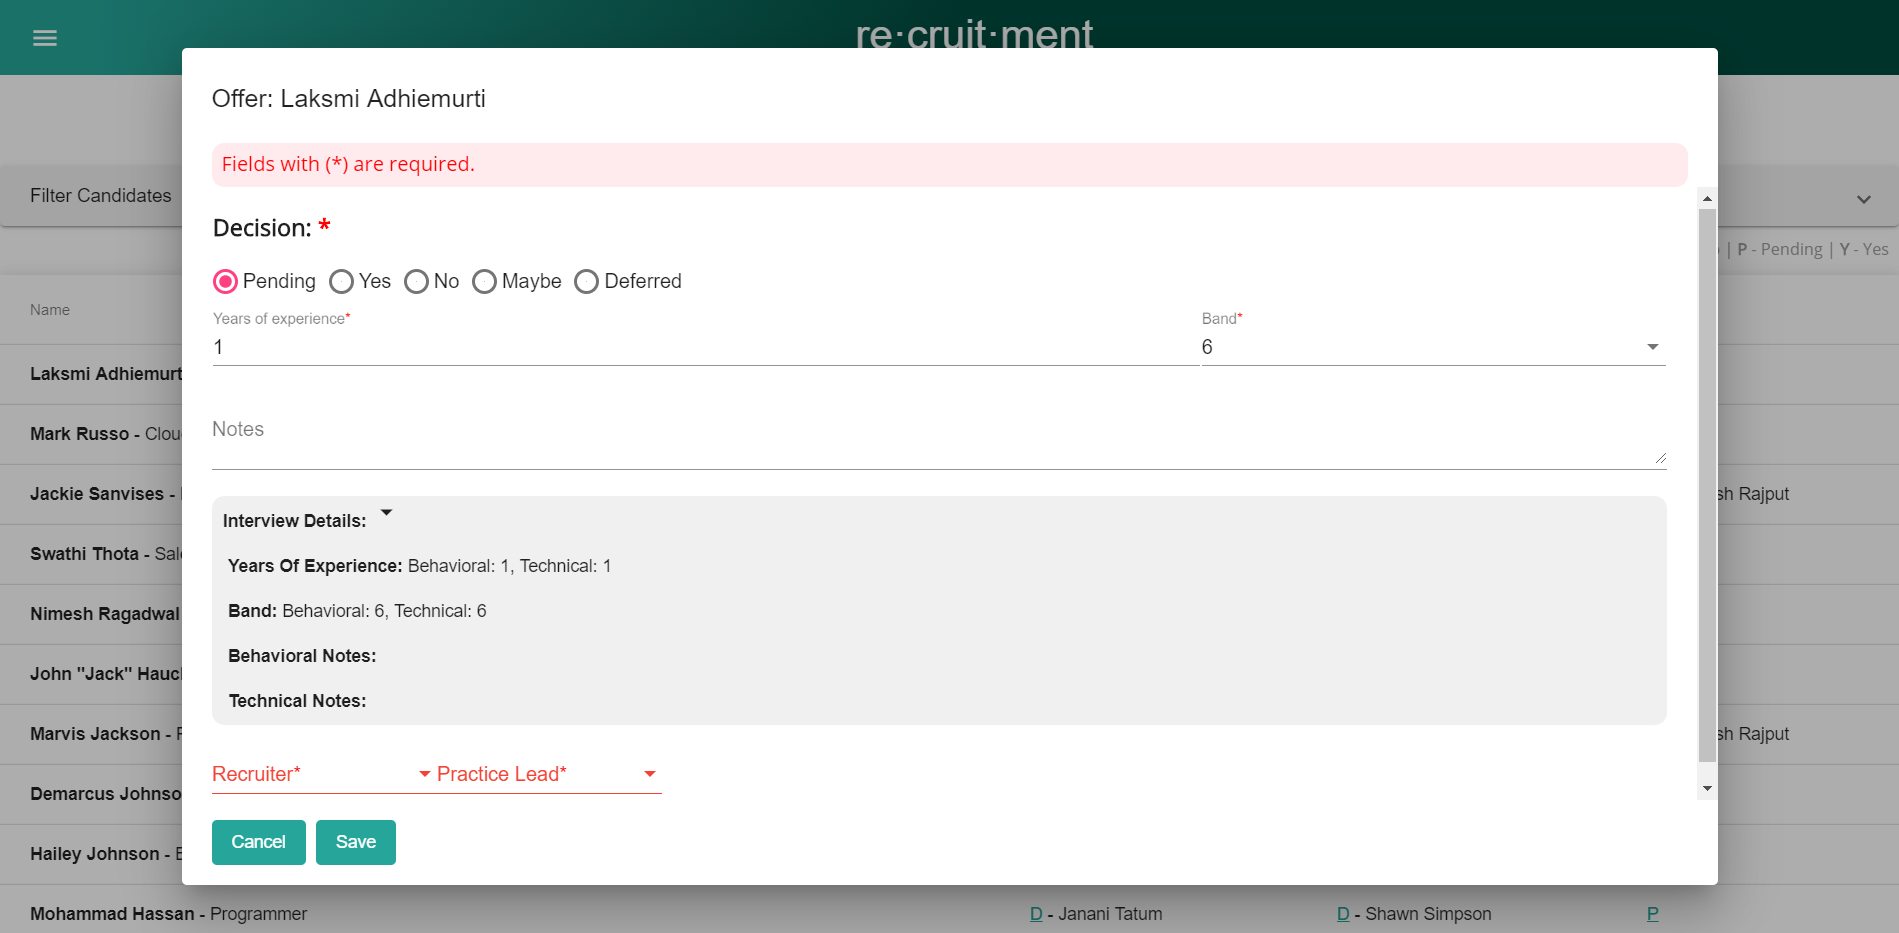 re·cruit·ment
Offer: Laksmi Adhiemurti
Fields with (*) are required.
Filter Candidates
Decision: *
| P - Pending | Y - Yes
Pending Yes No Maybe Deferred
Name
Years of experience* Band*
1 6
Laksmi Adhiemurt
Notes
Mark Russo - Clou
Jackie Sanvises - sh Rajput
Interview Details:
Swathi Thota - Sal
Years Of Experience: Behavioral: 1, Technical: 1
Band: Behavioral: 6, Technical: 6
Nimesh Ragadwal
Behavioral Notes:
John "Jack" Hauc
Technical Notes:
Marvis Jackson - sh Rajput
Recruiter* Practice Lead*
Demarcus Johnso
Cancel Save
Hailey Johnson -
Mohammad Hassan - Programmer D - Janani Tatum D - Shawn Simpson P